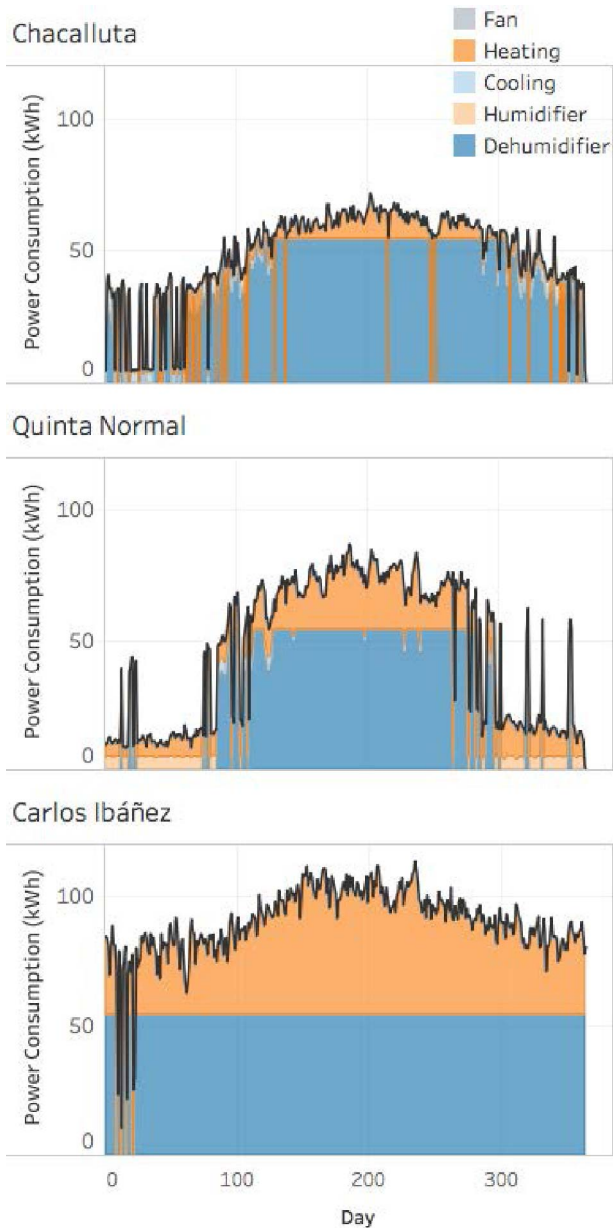 Chacalluta
Fan
Heating
Cooling
Humidifier
Dehumidifier
Power Consumption (kWh)
100
50
0
Quinta Normal
Power Consumption (kWh)
100
50
0
Carlos Ibáñez
Power Consumption (kWh)
100
50
0
0 100 200 300
Day